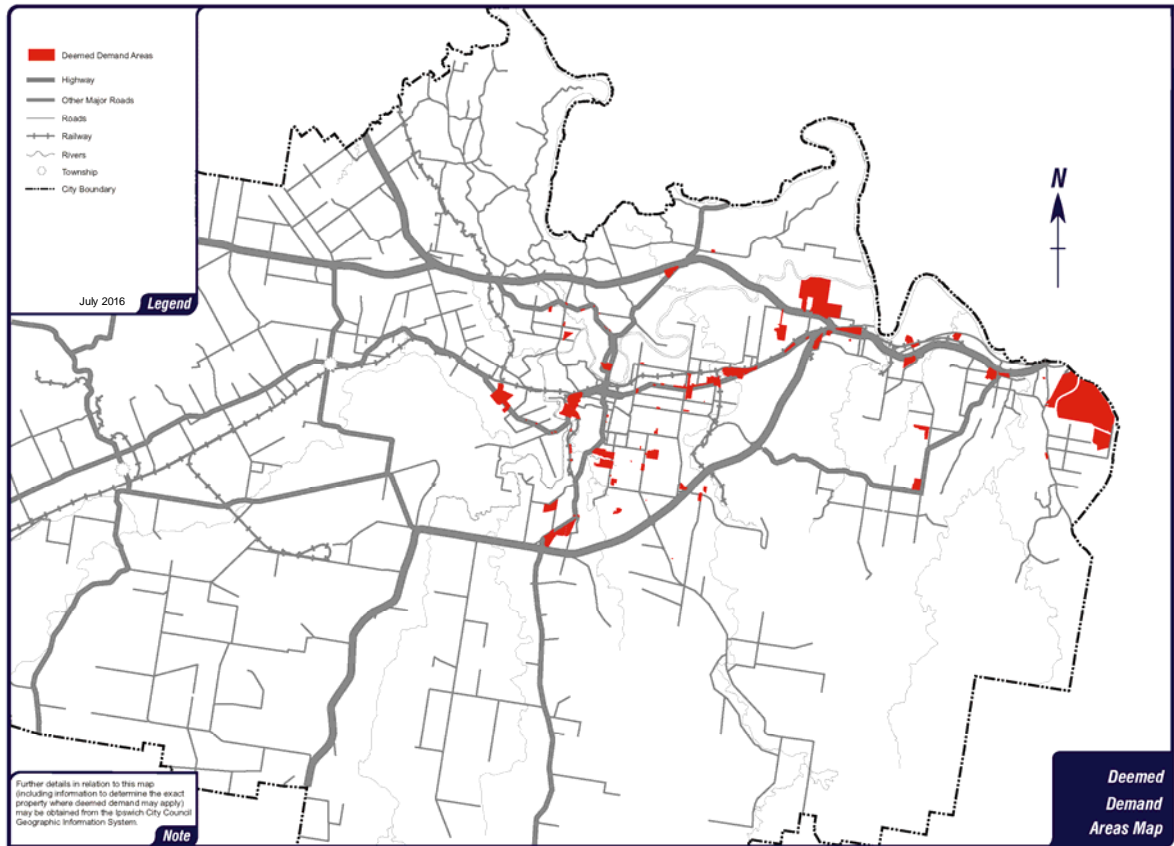 Deemed Demand Areas
Highway
Other Major Roads
Roads
Railway
Rivers
Township
City Boundary
July 2016
Legend
N
Further details in relation to this map
(including information to determine the exact
property where deemed demand may apply)
may be obtained from the Ipswich City Council
Geographic Information System.
Note
Deemed
Demand
Areas Map